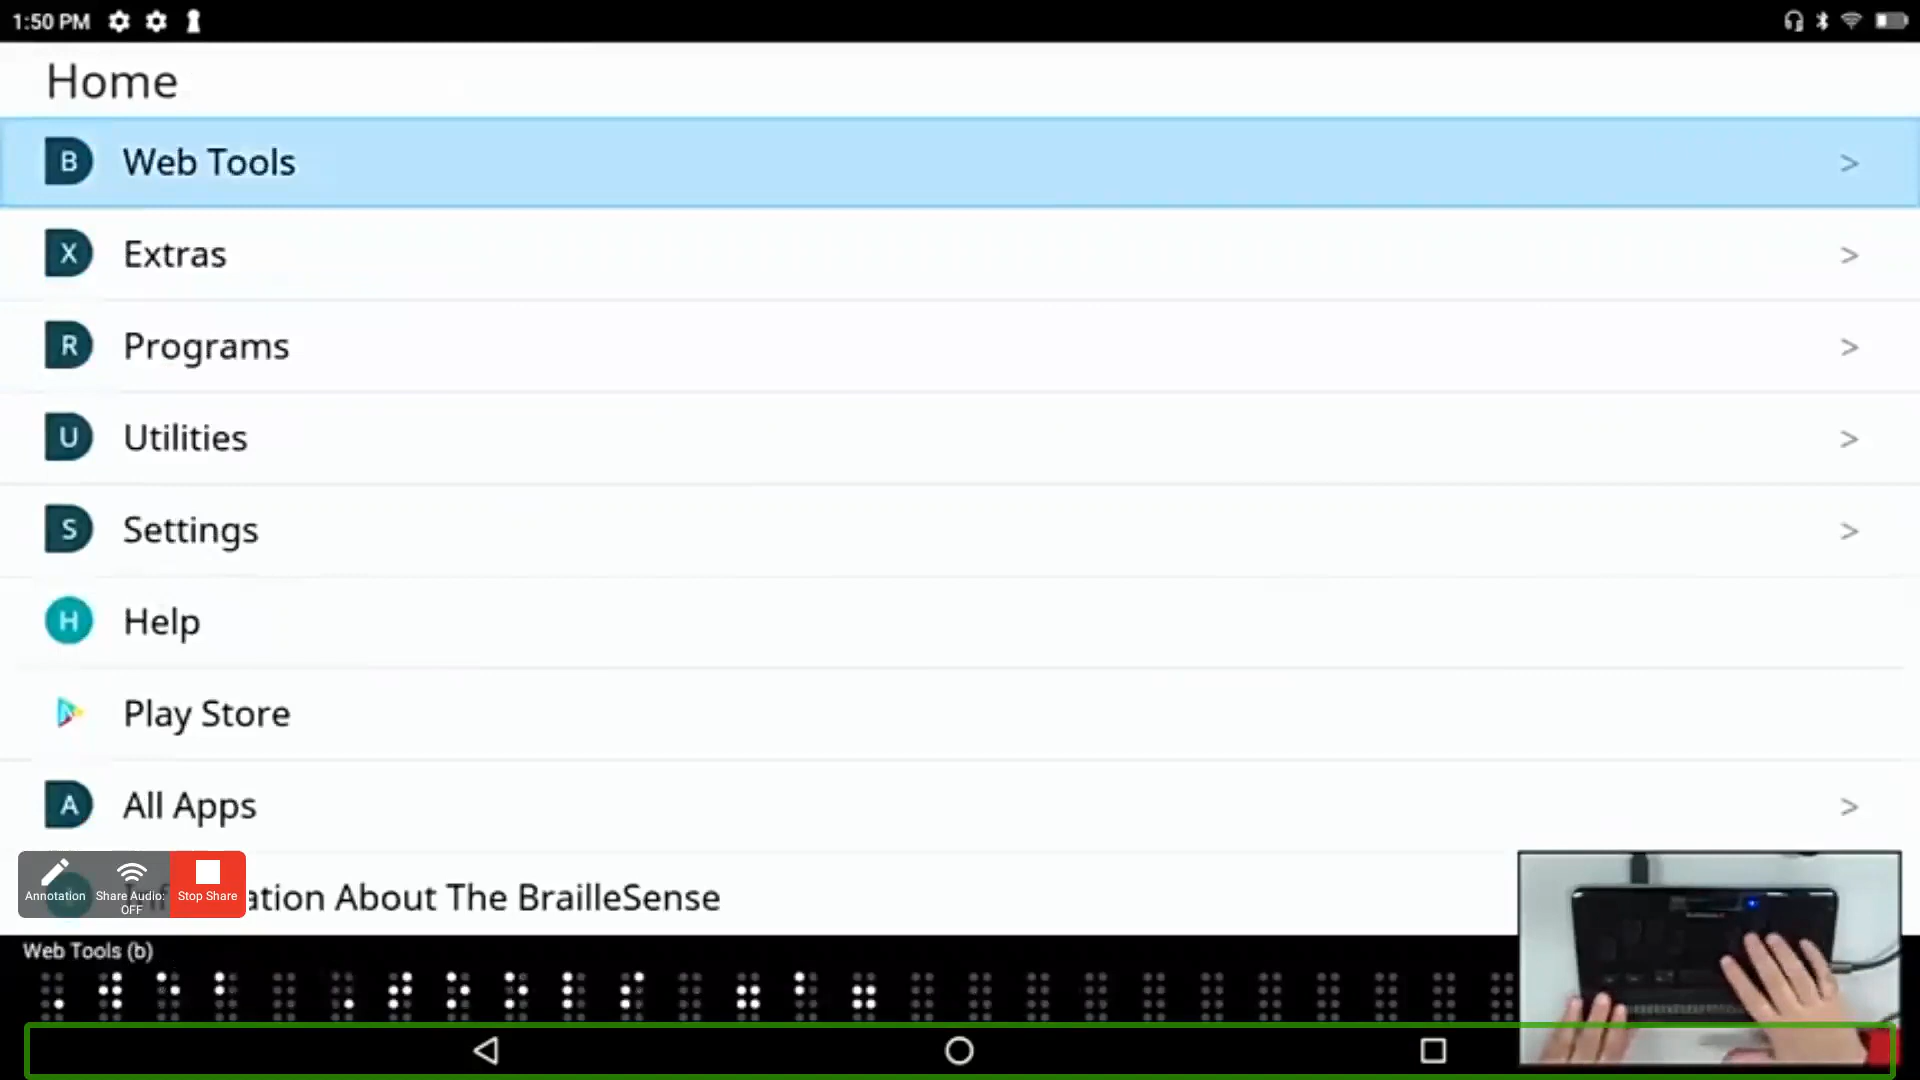 1:50 PM
Home
B Web Tools >
X Extras >
R Programs >
U Utilities >
S Settings >
H Help
Play Store
A All Apps >
ation About The BrailleSense
Annotation
Share Audio: OFF
Stop Share
Web Tools (b)